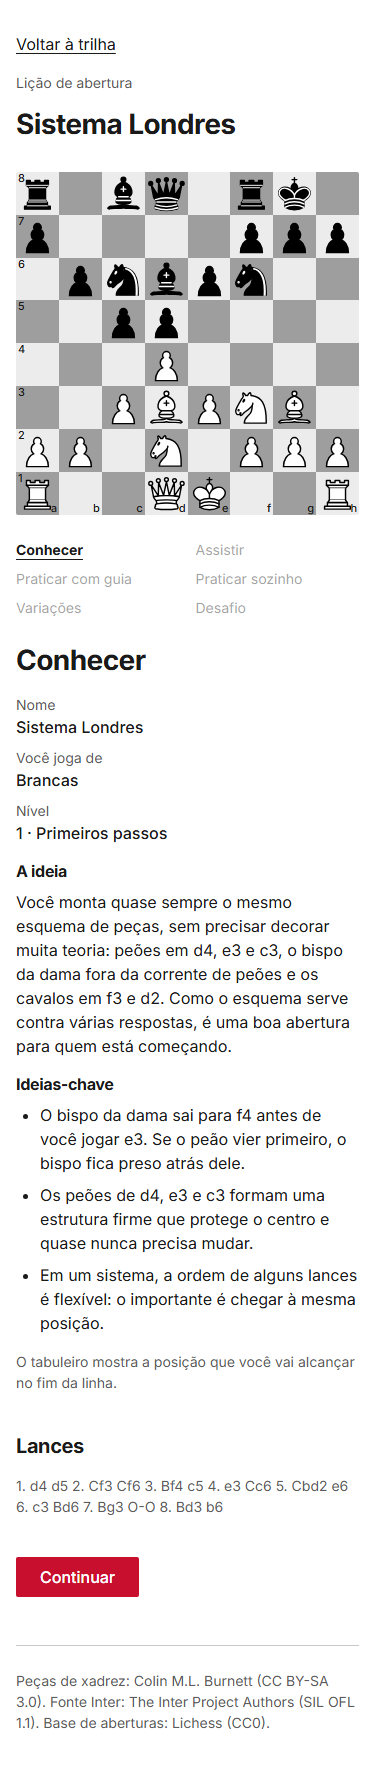 Voltar à trilha
Lição de abertura
Sistema Londres
8
7
6
5
4
3
2
1
a b c d e f g h
Conhecer Assistir
Praticar com guia Praticar sozinho
Variações Desafio
Conhecer
Nome
Sistema Londres
Você joga de
Brancas
Nível
1 · Primeiros passos
A ideia
Você monta quase sempre o mesmo
esquema de peças, sem precisar decorar
muita teoria: peões em d4, e3 e c3, o bispo
da dama fora da corrente de peões e os
cavalos em f3 e d2. Como o esquema serve
contra várias respostas, é uma boa abertura
para quem está começando.
Ideias-chave
• O bispo da dama sai para f4 antes de
você jogar e3. Se o peão vier primeiro, o
bispo fica preso atrás dele.
• Os peões de d4, e3 e c3 formam uma
estrutura firme que protege o centro e
quase nunca precisa mudar.
• Em um sistema, a ordem de alguns lances
é flexível: o importante é chegar à mesma
posição.
O tabuleiro mostra a posição que você vai alcançar
no fim da linha.
Lances
1. d4 d5 2. Cf3 Cf6 3. Bf4 c5 4. e3 Cc6 5. Cbd2 e6
6. c3 Bd6 7. Bg3 O-O 8. Bd3 b6
Continuar
Peças de xadrez: Colin M.L. Burnett (CC BY-SA
3.0). Fonte Inter: The Inter Project Authors (SIL OFL
1.1). Base de aberturas: Lichess (CC0).